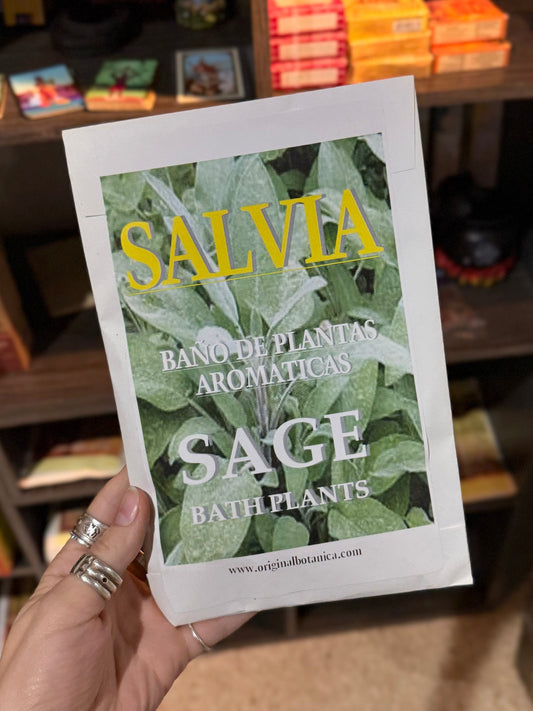 SALVIA
BAÑO DE PLANTAS
AROMATICAS
SAGE
BATH PLANTS
www.originalbotanica.com